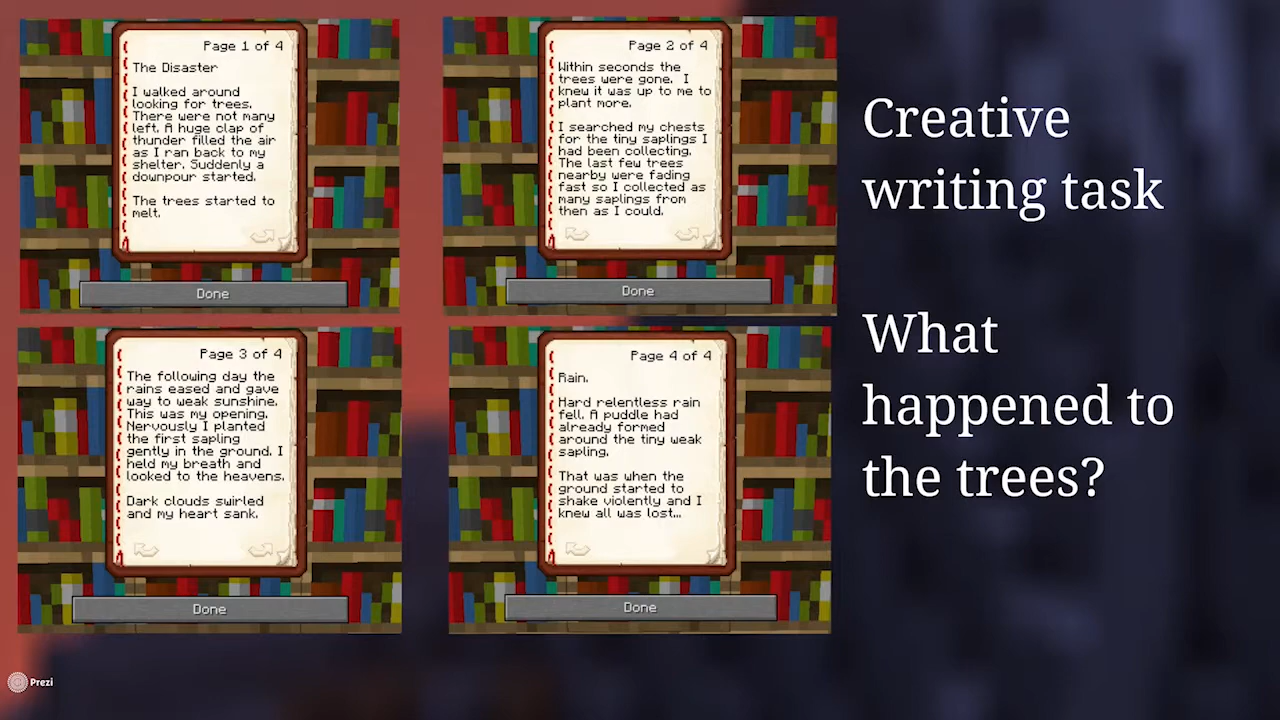 Page 1 of 4
The Disaster
I walked around
looking for trees.
There were not many
left. A huge clap of
thunder filled the air
as I ran back to my
shelter. Suddenly a
downpour started.
The trees started to
melt.
Done
Page 2 of 4
Within seconds the
trees were gone. I
knew it was up to me to
plant more.
I searched my chests
for the tiny saplings I
had been collecting.
The last few trees
nearby were fading
fast so I collected as
many saplings from
then as I could.
Done
Page 3 of 4
The following day the
rains eased and gave
way to weak sunshine.
This was my opening.
Nervously I planted
the first sapling
gently in the ground. I
held my breath and
looked to the heavens.
Dark clouds swirled
and my heart sank.
Done
Page 4 of 4
Rain.
Hard relentless rain
fell. A puddle had
already formed
around the tiny weak
sapling.
That was when the
ground started to
shake violently and I
knew all was lost...
Done
Creative
writing task
What
happened to
the trees?
Prezi